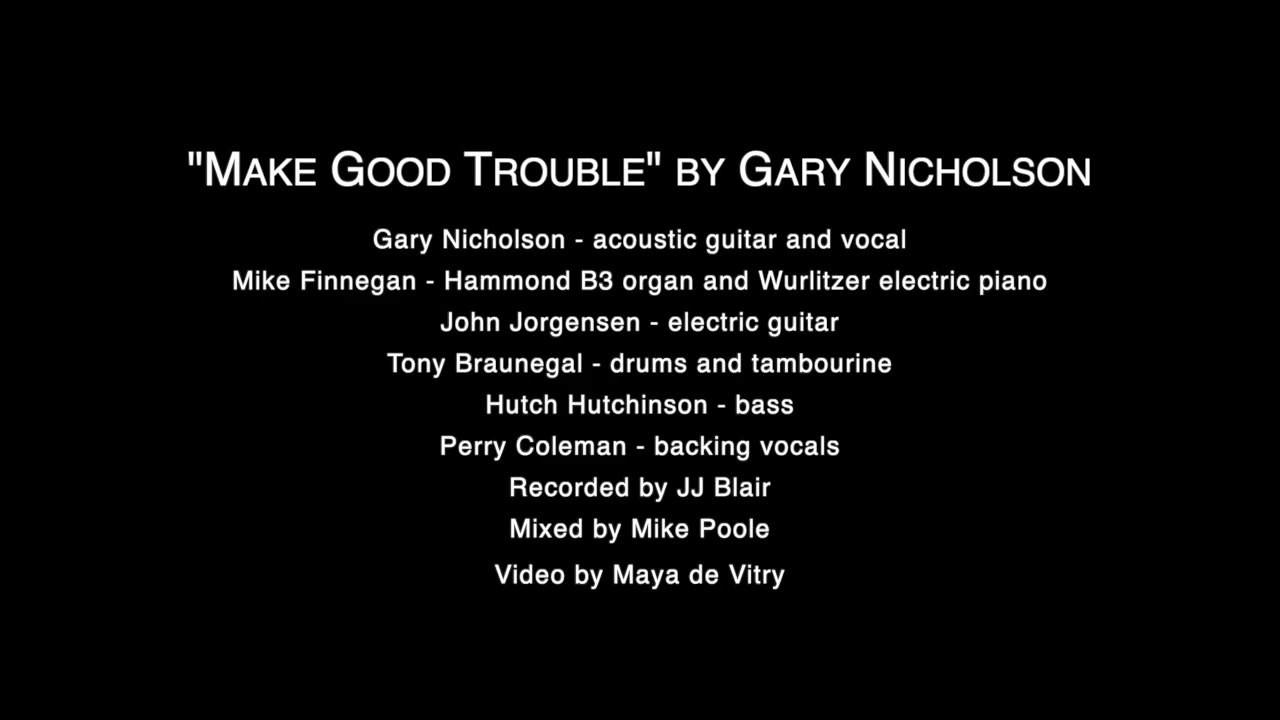 "Make Good Trouble" by Gary Nicholson
Gary Nicholson - acoustic guitar and vocal
Mike Finnegan - Hammond B3 organ and Wurlitzer electric piano
John Jorgensen - electric guitar
Tony Braunegal - drums and tambourine
Hutch Hutchinson - bass
Perry Coleman - backing vocals
Recorded by JJ Blair
Mixed by Mike Poole
Video by Maya de Vitry